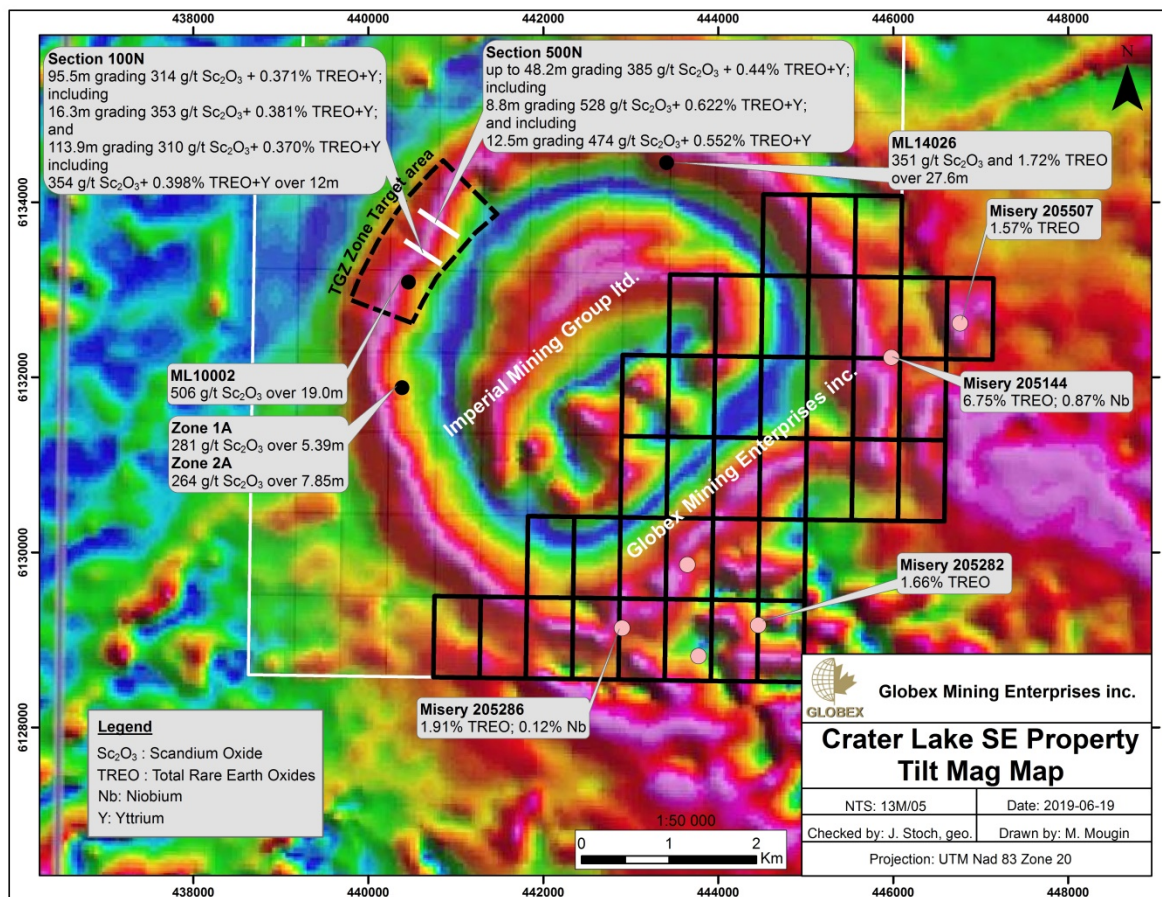 438000 440000 442000 444000 446000 448000
Section 100N
95.5m grading 314 g/t Sc₂O₃ + 0.371% TREO+Y;
including
16.3m grading 353 g/t Sc₂O₃+ 0.381% TREO+Y;
and
113.9m grading 310 g/t Sc₂O₃+ 0.370% TREO+Y
including
354 g/t Sc₂O₃+ 0.398% TREO+Y over 12m
Section 500N
up to 48.2m grading 385 g/t Sc₂O₃ + 0.44% TREO+Y;
including
8.8m grading 528 g/t Sc₂O₃+ 0.622% TREO+Y;
and including
12.5m grading 474 g/t Sc₂O₃+ 0.552% TREO+Y
N
ML14026
351 g/t Sc₂O₃ and 1.72% TREO
over 27.6m
6134000
6134000
TGZ Zone Target area
Misery 205507
1.57% TREO
Imperial Mining Group ltd.
Globex Mining Enterprises inc.
ML10002
506 g/t Sc₂O₃ over 19.0m
6132000
6132000
Misery 205144
6.75% TREO; 0.87% Nb
Zone 1A
281 g/t Sc₂O₃ over 5.39m
Zone 2A
264 g/t Sc₂O₃ over 7.85m
6130000
6130000
Misery 205282
1.66% TREO
Misery 205286
1.91% TREO; 0.12% Nb
6128000
6128000
Legend
Sc₂O₃ : Scandium Oxide
TREO : Total Rare Earth Oxides
Nb: Niobium
Y: Yttrium
1:50 000
0 1 2
Km
GLOBEX
Globex Mining Enterprises inc.
Crater Lake SE Property
Tilt Mag Map
NTS: 13M/05
Date: 2019-06-19
Checked by: J. Stoch, geo.
Drawn by: M. Mougin
Projection: UTM Nad 83 Zone 20
438000 440000 442000 444000 446000 448000